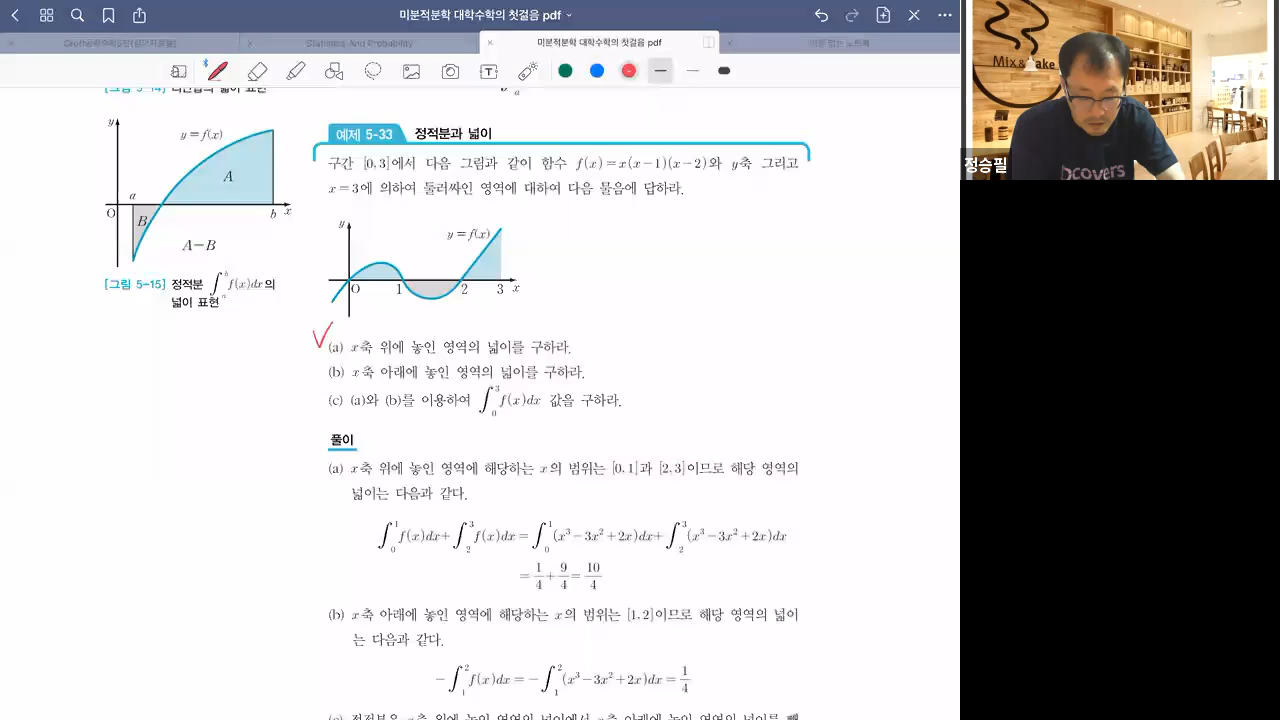 미분적분학 대학수학의 첫걸음 pdf
Statistics And Probability
미분적분학 대학수학의 첫걸음 pdf
Mix&Bake
정승필
covers
y
y=f(x)
A
a
O
B
b
x
A-B
[그림 5-15] 정적분 ∫_a^b f(x)dx의
넓이 표현
a
예제 5-33 정적분과 넓이
구간 [0, 3]에서 다음 그림과 같이 함수 f(x)=x(x-1)(x-2)와 y축 그리고
x=3에 의하여 둘러싸인 영역에 대하여 다음 물음에 답하라.
y
y=f(x)
O 1 2 3 x
(a) x축 위에 놓인 영역의 넓이를 구하라.
(b) x축 아래에 놓인 영역의 넓이를 구하라.
(c) (a)와 (b)를 이용하여 ∫_0^3 f(x)dx 값을 구하라.
풀이
(a) x축 위에 놓인 영역에 해당하는 x의 범위는 [0, 1]과 [2, 3]이므로 해당 영역의
넓이는 다음과 같다.
∫_0^1 f(x)dx+∫_2^3 f(x)dx=∫_0^1 (x³-3x²+2x)dx+∫_2^3 (x³-3x²+2x)dx
=1/4+9/4=10/4
(b) x축 아래에 놓인 영역에 해당하는 x의 범위는 [1, 2]이므로 해당 영역의 넓이
는 다음과 같다.
-∫_1^2 f(x)dx=-∫_1^2 (x³-3x²+2x)dx=1/4